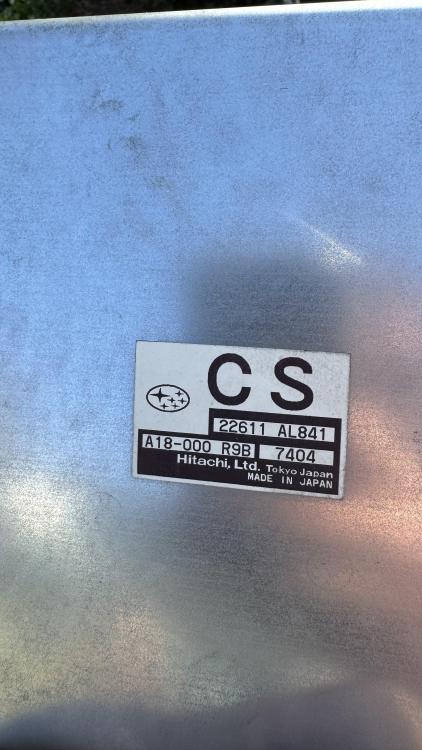 CS
22611 AL841
A18-000 R9B 7404
Hitachi, Ltd. Tokyo Japan
MADE IN JAPAN